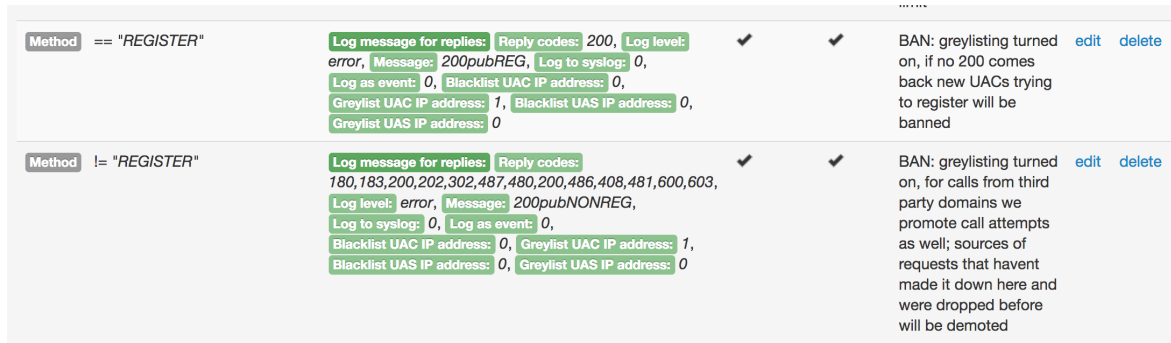 limit
Method == "REGISTER"
Log message for replies: Reply codes: 200, Log level:
error, Message: 200pubREG, Log to syslog: 0,
Log as event: 0, Blacklist UAC IP address: 0,
Greylist UAC IP address: 1, Blacklist UAS IP address: 0,
Greylist UAS IP address: 0
BAN: greylisting turned
on, if no 200 comes
back new UACs trying
to register will be
banned
edit delete
Method != "REGISTER"
Log message for replies: Reply codes:
180,183,200,202,302,487,480,200,486,408,481,600,603,
Log level: error, Message: 200pubNONREG,
Log to syslog: 0, Log as event: 0,
Blacklist UAC IP address: 0, Greylist UAC IP address: 1,
Blacklist UAS IP address: 0, Greylist UAS IP address: 0
BAN: greylisting turned
on, for calls from third
party domains we
promote call attempts
as well; sources of
requests that havent
made it down here and
were dropped before
will be demoted
edit delete